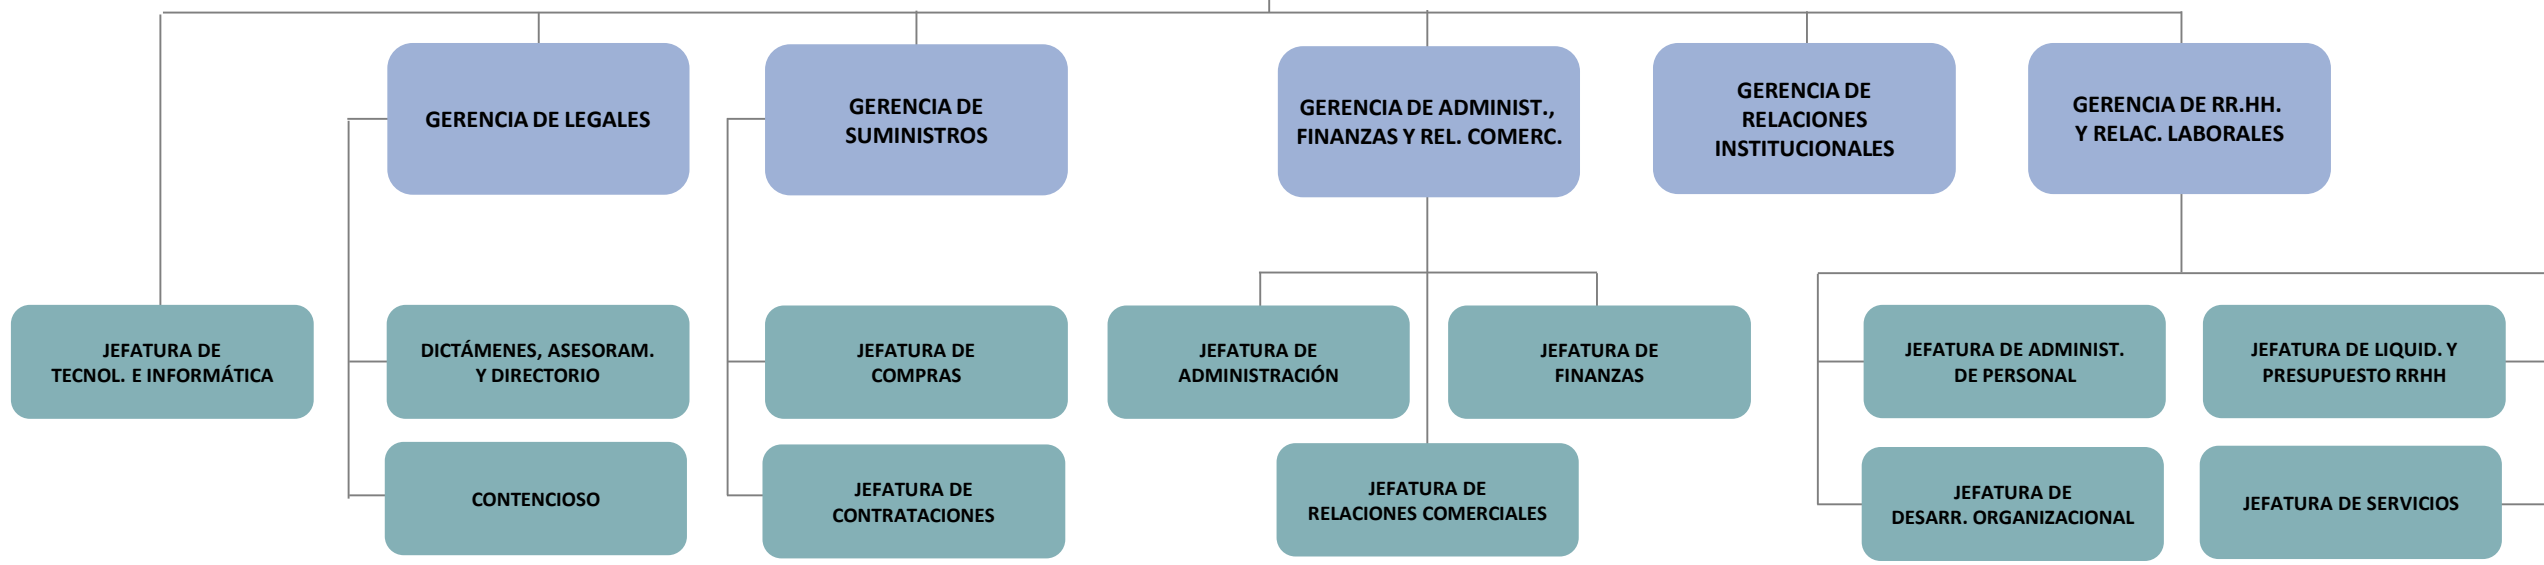 GERENCIA DE LEGALES
GERENCIA DE
SUMINISTROS
GERENCIA DE ADMINIST.,
FINANZAS Y REL. COMERC.
GERENCIA DE
RELACIONES
INSTITUCIONALES
GERENCIA DE RR.HH.
Y RELAC. LABORALES
JEFATURA DE
TECNOL. E INFORMÁTICA
DICTÁMENES, ASESORAM.
Y DIRECTORIO
JEFATURA DE
COMPRAS
JEFATURA DE
ADMINISTRACIÓN
JEFATURA DE
FINANZAS
JEFATURA DE ADMINIST.
DE PERSONAL
JEFATURA DE LIQUID. Y
PRESUPUESTO RRHH
CONTENCIOSO
JEFATURA DE
CONTRATACIONES
JEFATURA DE
RELACIONES COMERCIALES
JEFATURA DE
DESARR. ORGANIZACIONAL
JEFATURA DE SERVICIOS